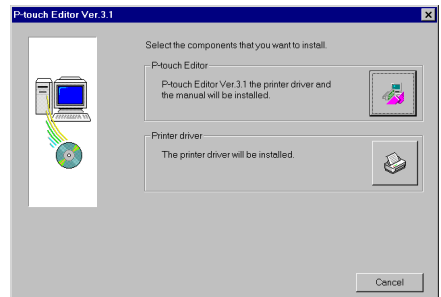 P-touch Editor Ver.3.1
Select the components that you want to install.
P-touch Editor
P-touch Editor Ver.3.1 the printer driver and
the manual will be installed.
Printer driver
The printer driver will be installed.
Cancel